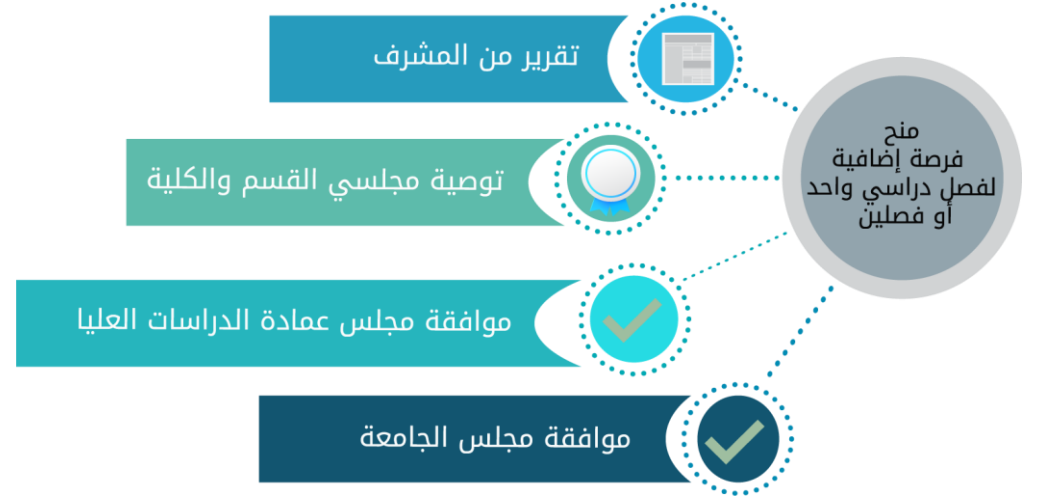 منح
فرصة إضافية
لفصل دراسي واحد
أو فصلين
تقرير من المشرف
توصية مجلسي القسم والكلية
موافقة مجلس عمادة الدراسات العليا
موافقة مجلس الجامعة